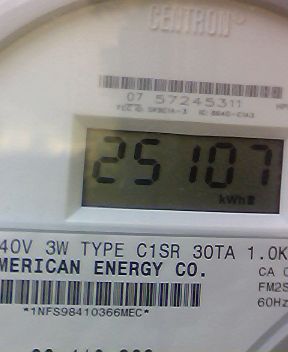 CENTRON®
07 57245311
25107
kWh
40V 3W TYPE C1SR 30TA 1.0K
MERICAN ENERGY CO.
CA 0
FM2S
60Hz
*1NFS98410366MEC*